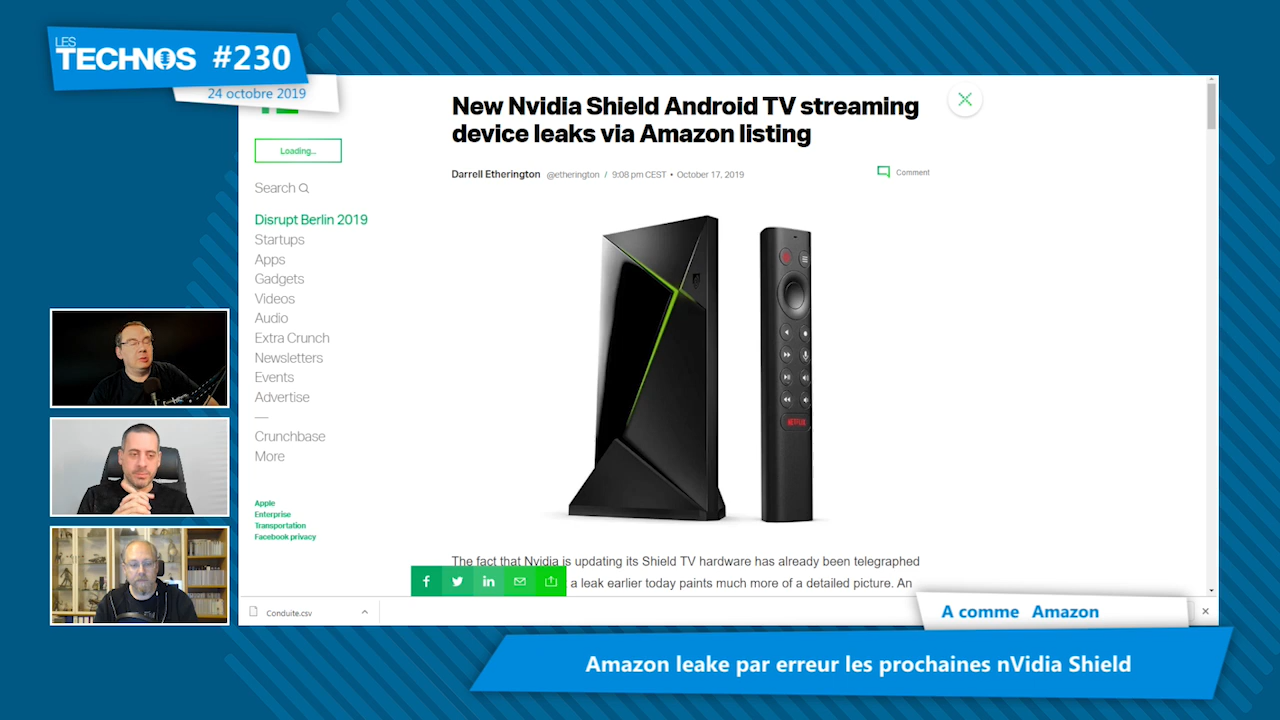 LES
TECHNOS #230
24 octobre 2019
Loading...
Search
Disrupt Berlin 2019
Startups
Apps
Gadgets
Videos
Audio
Extra Crunch
Newsletters
Events
Advertise
—
Crunchbase
More
Apple
Enterprise
Transportation
Facebook privacy
New Nvidia Shield Android TV streaming
device leaks via Amazon listing
Darrell Etherington @etherington / 9:08 pm CEST • October 17, 2019
Comment
NETFLIX
The fact that Nvidia is updating its Shield TV hardware has already been telegraphed
a leak earlier today paints much more of a detailed picture. An
Conduite.csv
A comme Amazon
Amazon leake par erreur les prochaines nVidia Shield